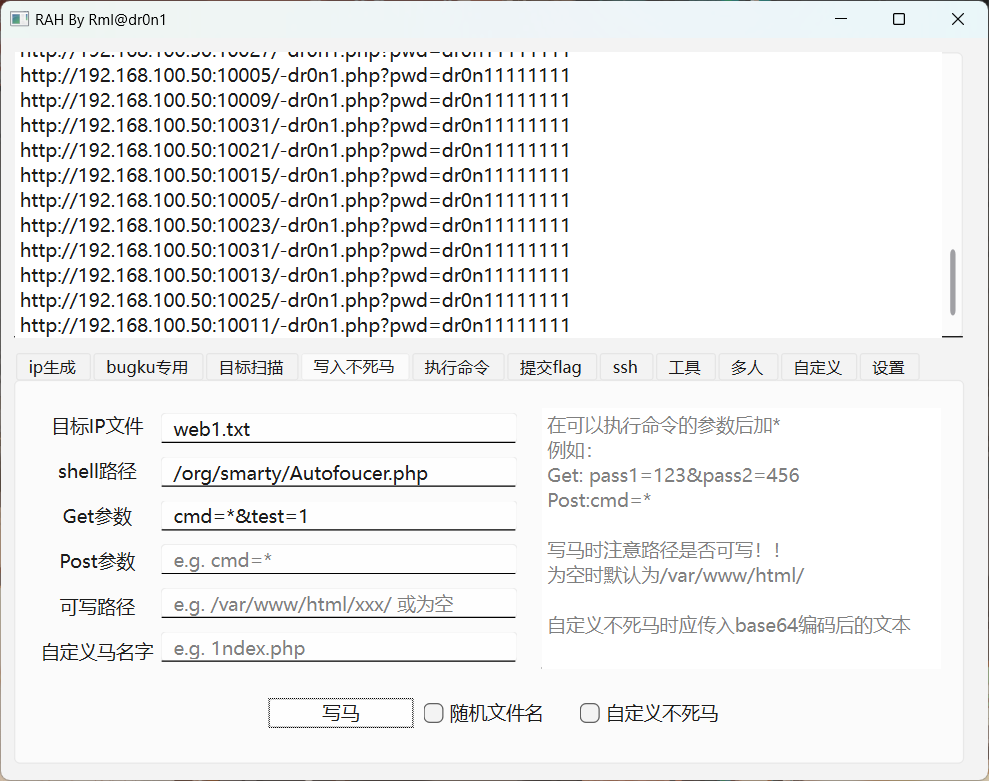 RAH By Rml@dr0n1
http://192.168.100.50:10027/-dr0n1.php?pwd=dr0n11111111
http://192.168.100.50:10005/-dr0n1.php?pwd=dr0n11111111
http://192.168.100.50:10009/-dr0n1.php?pwd=dr0n11111111
http://192.168.100.50:10031/-dr0n1.php?pwd=dr0n11111111
http://192.168.100.50:10021/-dr0n1.php?pwd=dr0n11111111
http://192.168.100.50:10015/-dr0n1.php?pwd=dr0n11111111
http://192.168.100.50:10005/-dr0n1.php?pwd=dr0n11111111
http://192.168.100.50:10023/-dr0n1.php?pwd=dr0n11111111
http://192.168.100.50:10031/-dr0n1.php?pwd=dr0n11111111
http://192.168.100.50:10013/-dr0n1.php?pwd=dr0n11111111
http://192.168.100.50:10025/-dr0n1.php?pwd=dr0n11111111
http://192.168.100.50:10011/-dr0n1.php?pwd=dr0n11111111
ip生成 bugku专用 目标扫描 写入不死马 执行命令 提交flag ssh 工具 多人 自定义 设置
目标IP文件 web1.txt
shell路径 /org/smarty/Autofoucer.php
Get参数 cmd=*&test=1
Post参数 e.g. cmd=*
可写路径 e.g. /var/www/html/xxx/ 或为空
自定义马名字 e.g. 1ndex.php
在可以执行命令的参数后加*
例如：
Get: pass1=123&pass2=456
Post:cmd=*
写马时注意路径是否可写！！
为空时默认为/var/www/html/
自定义不死马时应传入base64编码后的文本
写马 随机文件名 自定义不死马